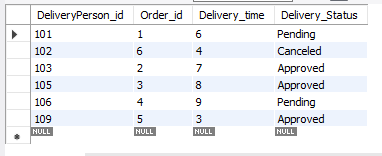 DeliveryPerson_id Order_id Delivery_time Delivery_Status
101 1 6 Pending
102 6 4 Canceled
103 2 7 Approved
105 3 8 Approved
106 4 9 Pending
109 5 3 Approved
NULL NULL NULL NULL